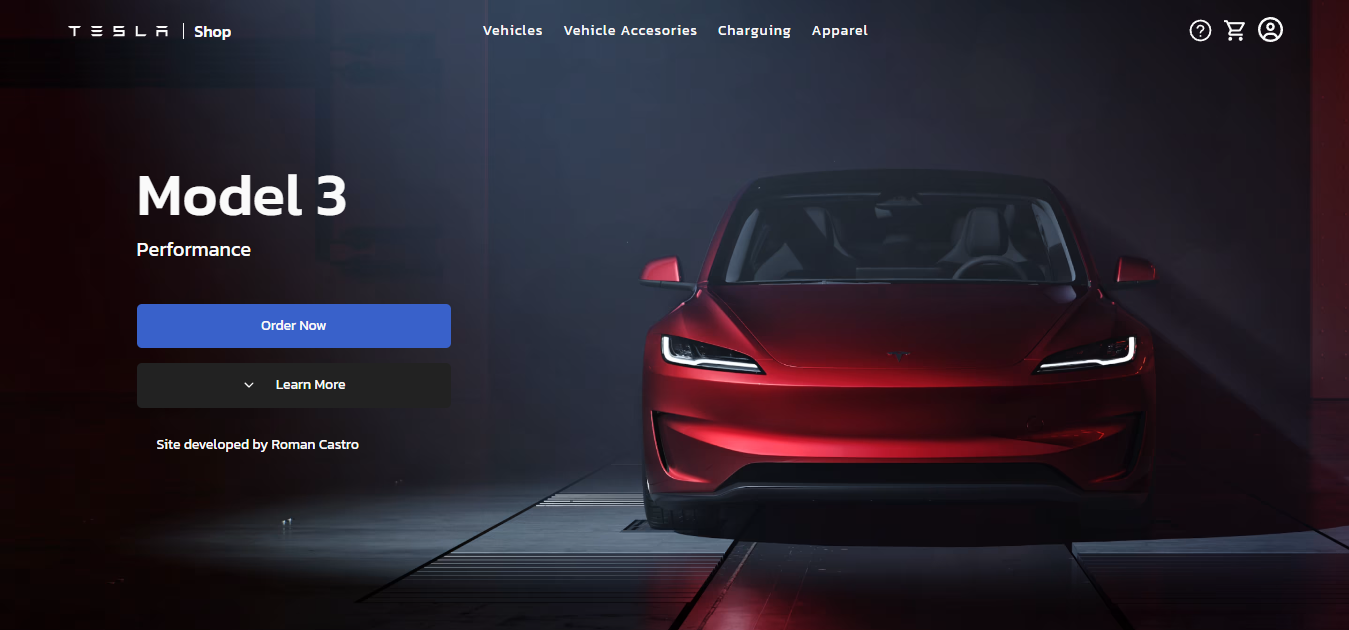 TESLA | Shop
Vehicles Vehicle Accesories Charguing Apparel
Model 3
Performance
Order Now
Learn More
Site developed by Roman Castro